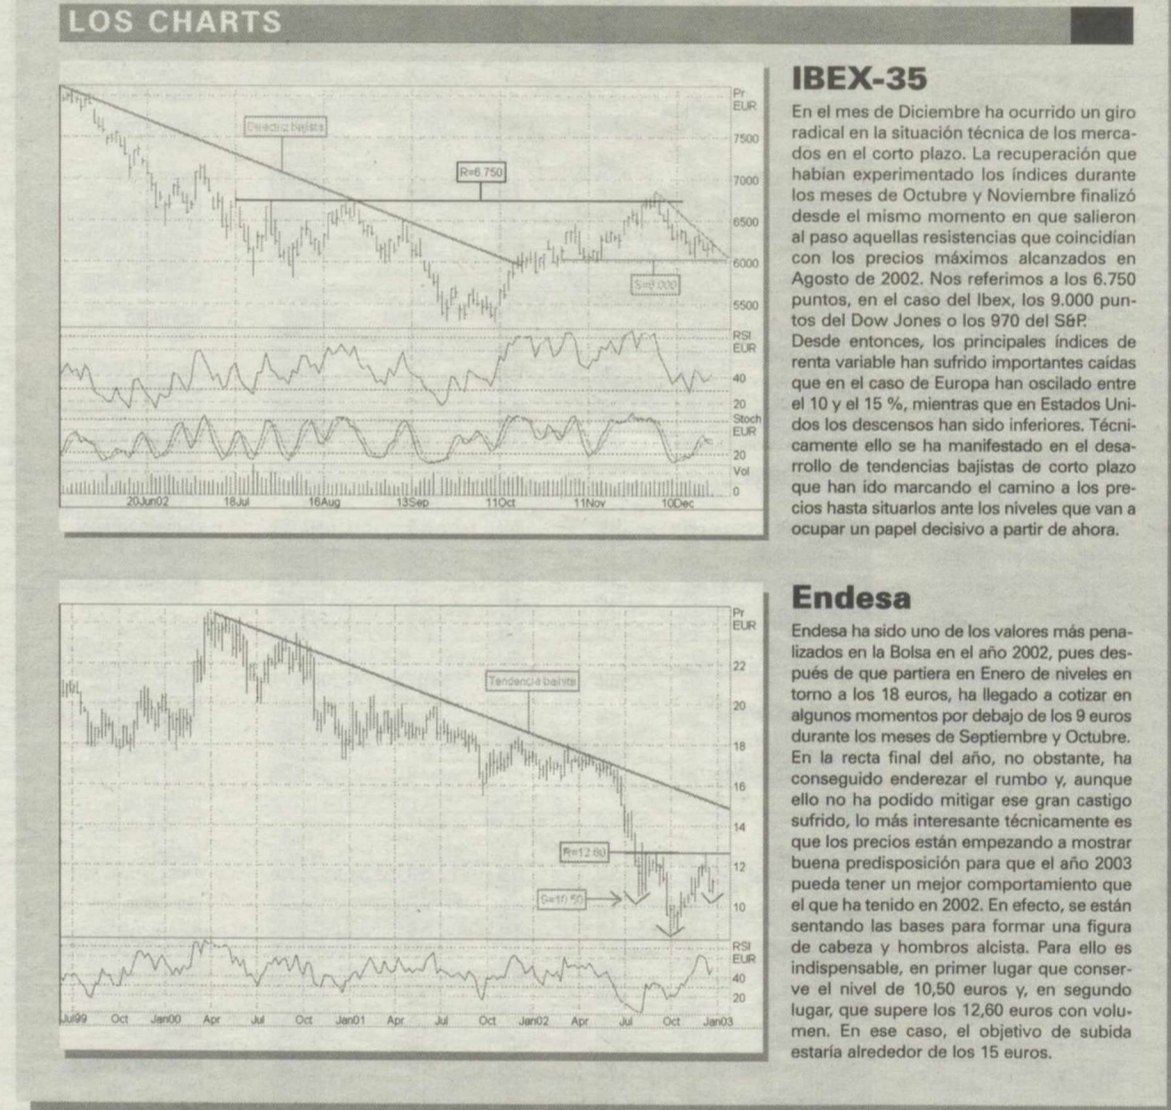 LOS CHARTS
Pr
EUR
7500
7000
6500
6000
5500
Directriz bajista
R=6.750
S=6.000
RSI
EUR
40
20
Stoch
EUR
20
Vol
0
20Jun02 18Jul 16Aug 13Sep 11Oct 11Nov 10Dec
IBEX-35
En el mes de Diciembre ha ocurrido un giro
radical en la situación técnica de los merca-
dos en el corto plazo. La recuperación que
habían experimentado los índices durante
los meses de Octubre y Noviembre finalizó
desde el mismo momento en que salieron
al paso aquellas resistencias que coincidían
con los precios máximos alcanzados en
Agosto de 2002. Nos referimos a los 6.750
puntos, en el caso del Ibex, los 9.000 pun-
tos del Dow Jones o los 970 del S&P.
Desde entonces, los principales índices de
renta variable han sufrido importantes caídas
que en el caso de Europa han oscilado entre
el 10 y el 15 %, mientras que en Estados Uni-
dos los descensos han sido inferiores. Técni-
camente ello se ha manifestado en el desa-
rrollo de tendencias bajistas de corto plazo
que han ido marcando el camino a los pre-
cios hasta situarlos ante los niveles que van a
ocupar un papel decisivo a partir de ahora.
Pr
EUR
22
20
18
16
14
12
10
Tendencia bajista
R=12.60
S=10.50
RSI
EUR
40
20
Jul99 Oct Jan00 Apr Jul Oct Jan01 Apr Jul Oct Jan02 Apr Jul Oct Jan03
Endesa
Endesa ha sido uno de los valores más pena-
lizados en la Bolsa en el año 2002, pues des-
pués de que partiera en Enero de niveles en
torno a los 18 euros, ha llegado a cotizar en
algunos momentos por debajo de los 9 euros
durante los meses de Septiembre y Octubre.
En la recta final del año, no obstante, ha
conseguido enderezar el rumbo y, aunque
ello no ha podido mitigar ese gran castigo
sufrido, lo más interesante técnicamente es
que los precios están empezando a mostrar
buena predisposición para que el año 2003
pueda tener un mejor comportamiento que
el que ha tenido en 2002. En efecto, se están
sentando las bases para formar una figura
de cabeza y hombros alcista. Para ello es
indispensable, en primer lugar que conser-
ve el nivel de 10,50 euros y, en segundo
lugar, que supere los 12,60 euros con volu-
men. En ese caso, el objetivo de subida
estaría alrededor de los 15 euros.